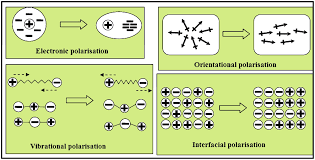 Electronic polarisation
Orientational polarisation
Vibrational polarisation
Interfacial polarisation